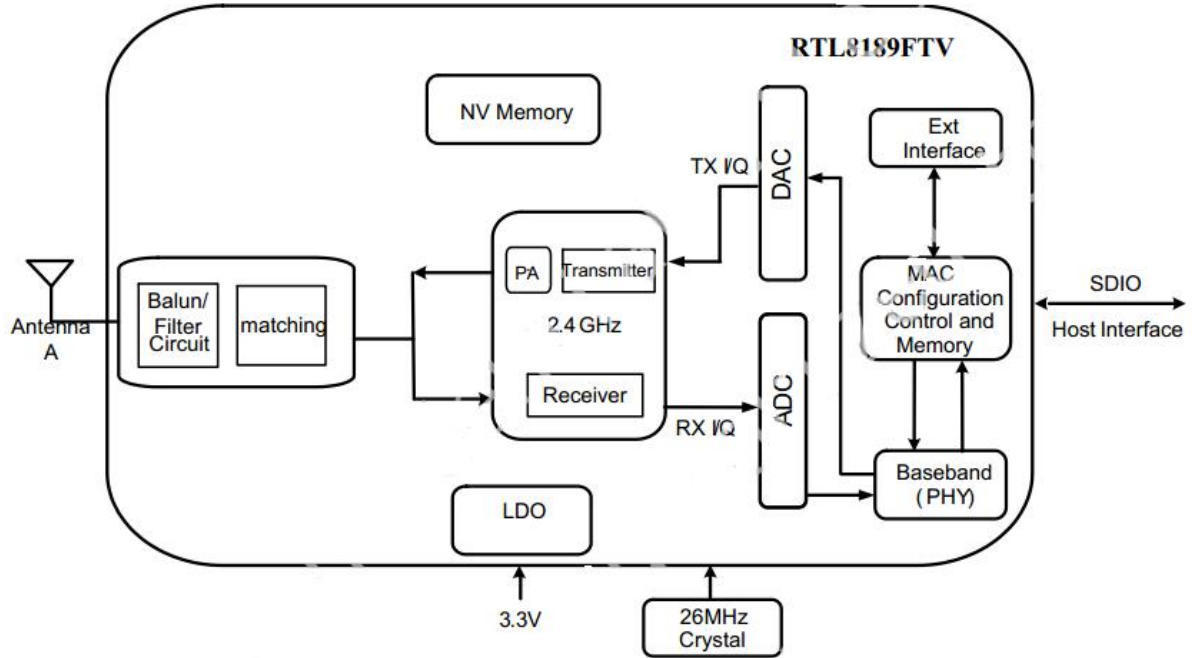 RTL8189FTV
NV Memory
DAC
Ext
Interface
TX I/Q
PA
Transmitter
2.4 GHz
Receiver
Balun/
Filter
Circuit
matching
Antenna
A
MAC
Configuration
Control and
Memory
SDIO
Host Interface
ADC
RX I/Q
Baseband
(PHY)
LDO
3.3V
26MHz
Crystal